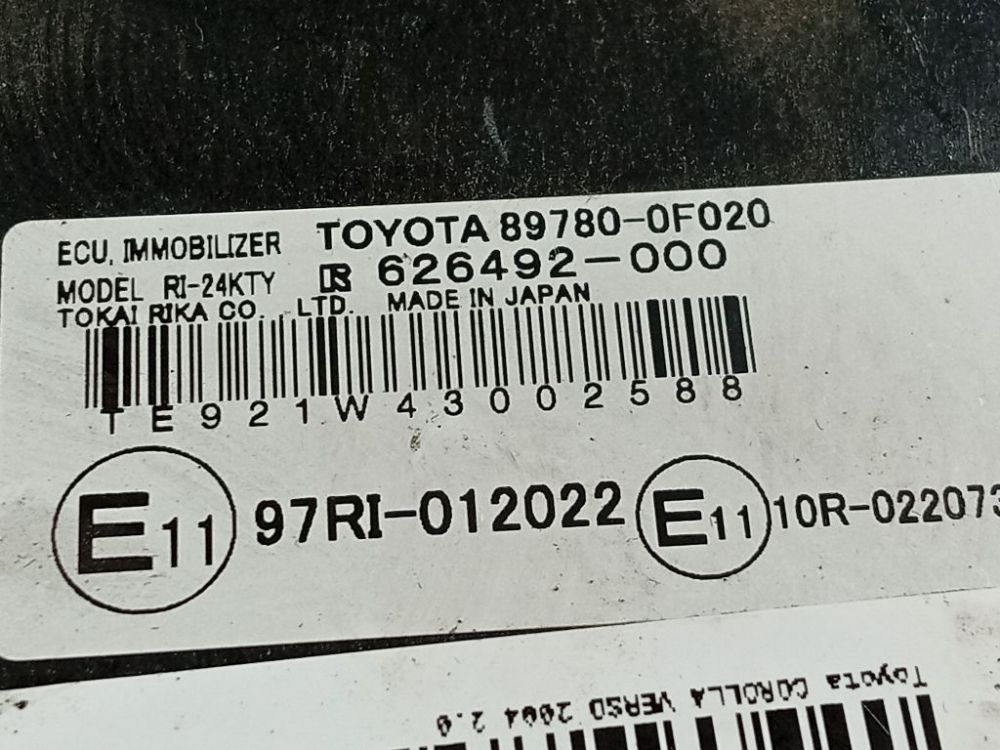 ECU, IMMOBILIZER TOYOTA 89780-0F020
MODEL RI-24KTY R 626492-000
TOKAI RIKA CO., LTD. MADE IN JAPAN
TE921W43002588
E11 97RI-012022 E11 10R-022073
Toyota COROLLA VERSO 2004 2.0